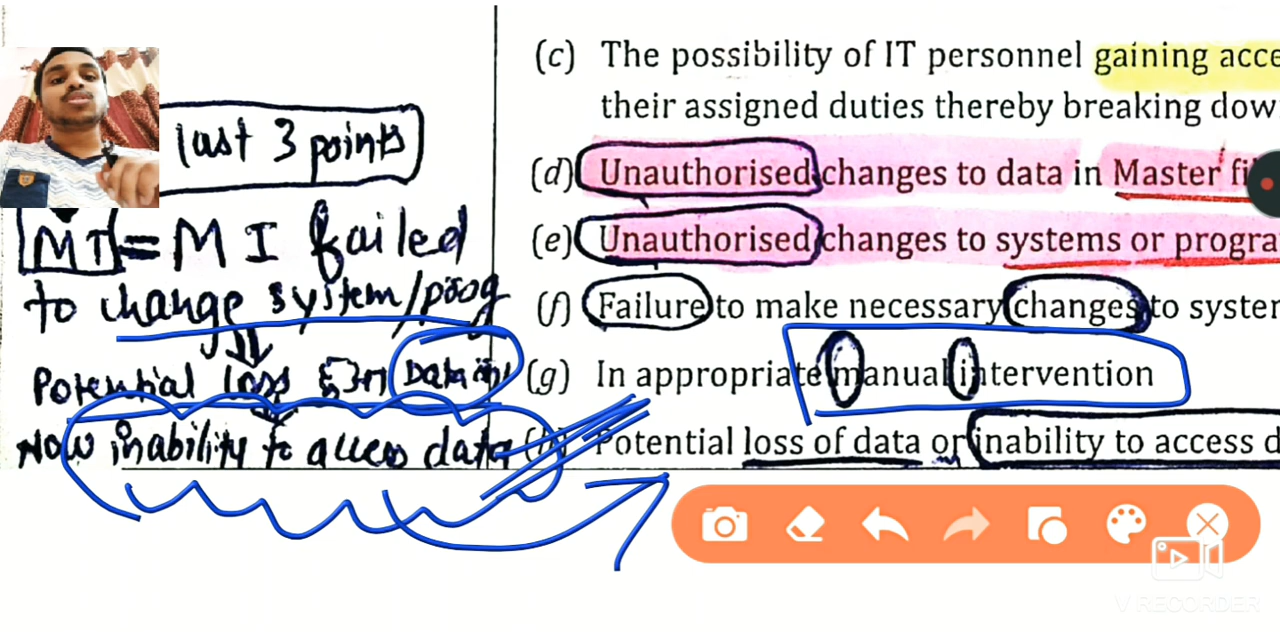 (c) The possibility of IT personnel gaining acce
their assigned duties thereby breaking dow
(d) Unauthorised changes to data in Master fi
(e) Unauthorised changes to systems or progra
(f) Failure to make necessary changes to system
(g) In appropriate manual intervention
(h) Potential loss of data or inability to access d
last 3 points
MI = M I failed
to change system/prog
Potential loss Data
Now inability to access data
V RECORDER